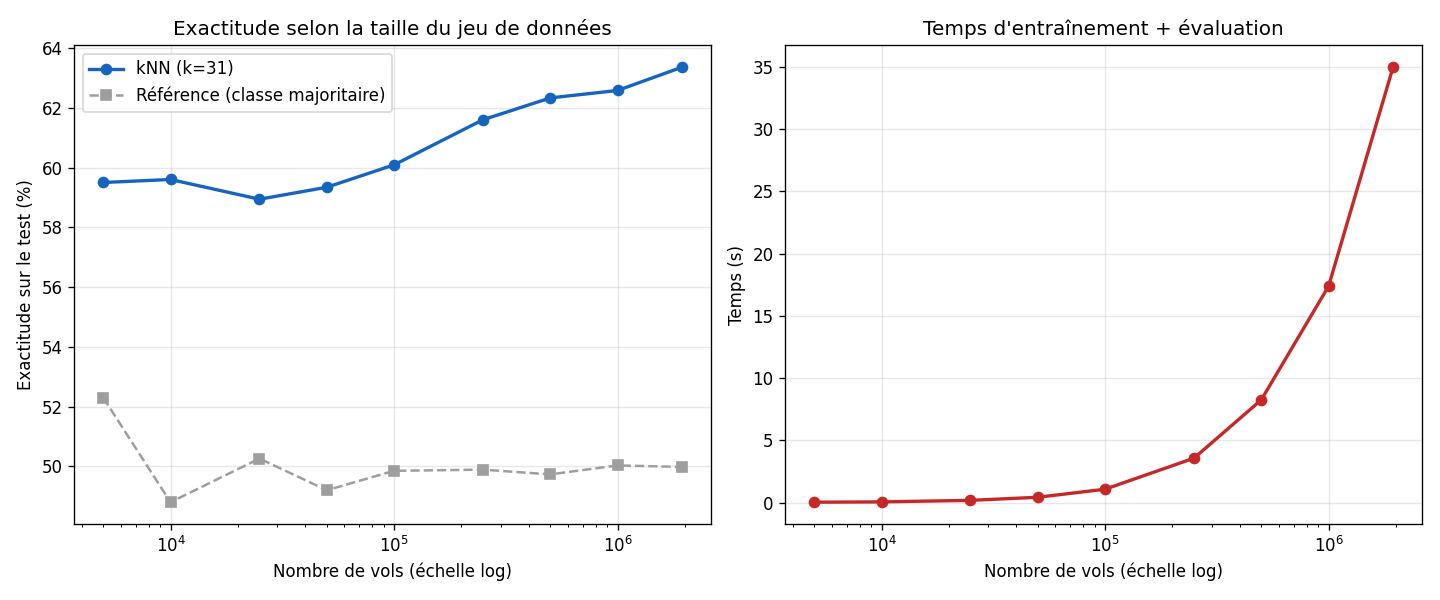 Exactitude selon la taille du jeu de données
64
62
60
58
56
54
52
50
Exactitude sur le test (%)
kNN (k=31)
Référence (classe majoritaire)
10⁴
10⁵
10⁶
Nombre de vols (échelle log)
Temps d'entraînement + évaluation
35
30
25
20
15
10
5
0
Temps (s)
10⁴
10⁵
10⁶
Nombre de vols (échelle log)